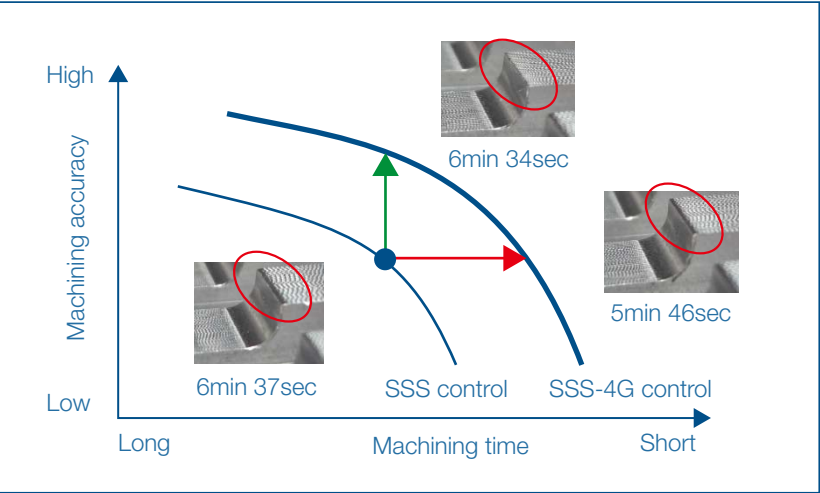 High
6min 34sec
Machining accuracy
5min 46sec
6min 37sec
SSS control
SSS-4G control
Low
Long
Machining time
Short